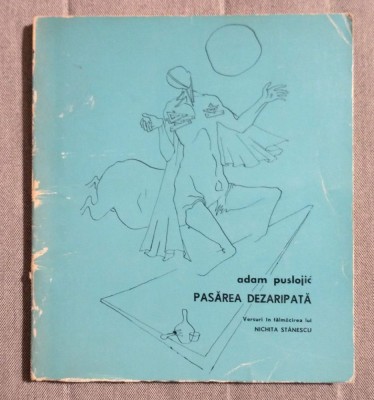 adam puslojić
PASĂREA DEZARIPATĂ
Versuri în tălmăcirea lui
NICHITA STĂNESCU